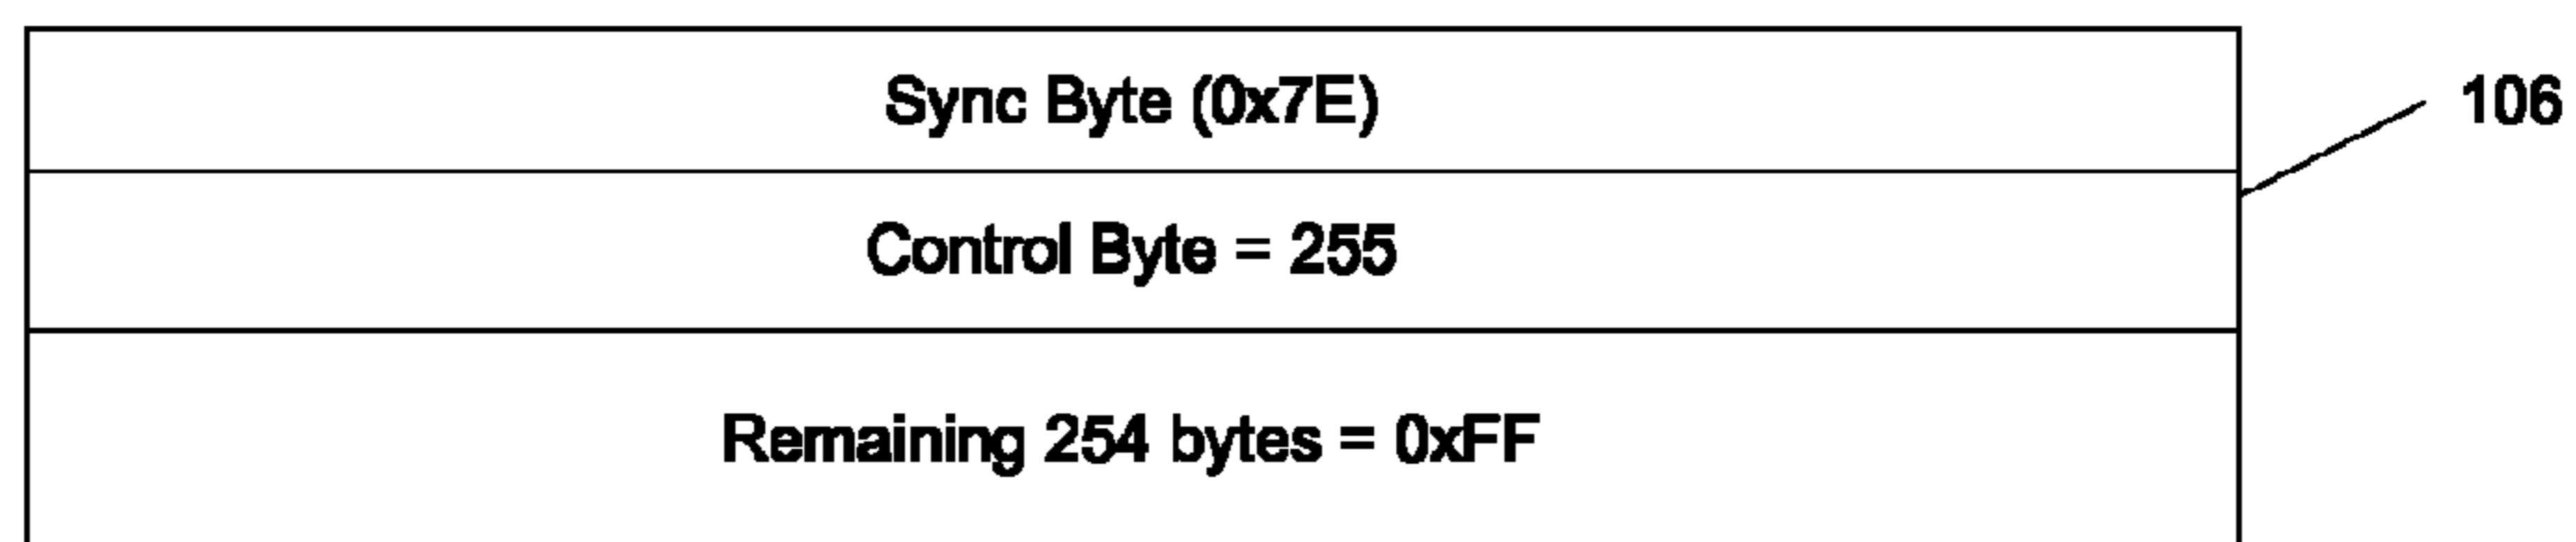 Sync Byte (0x7E)
106
Control Byte = 255
Remaining 254 bytes = 0xFF